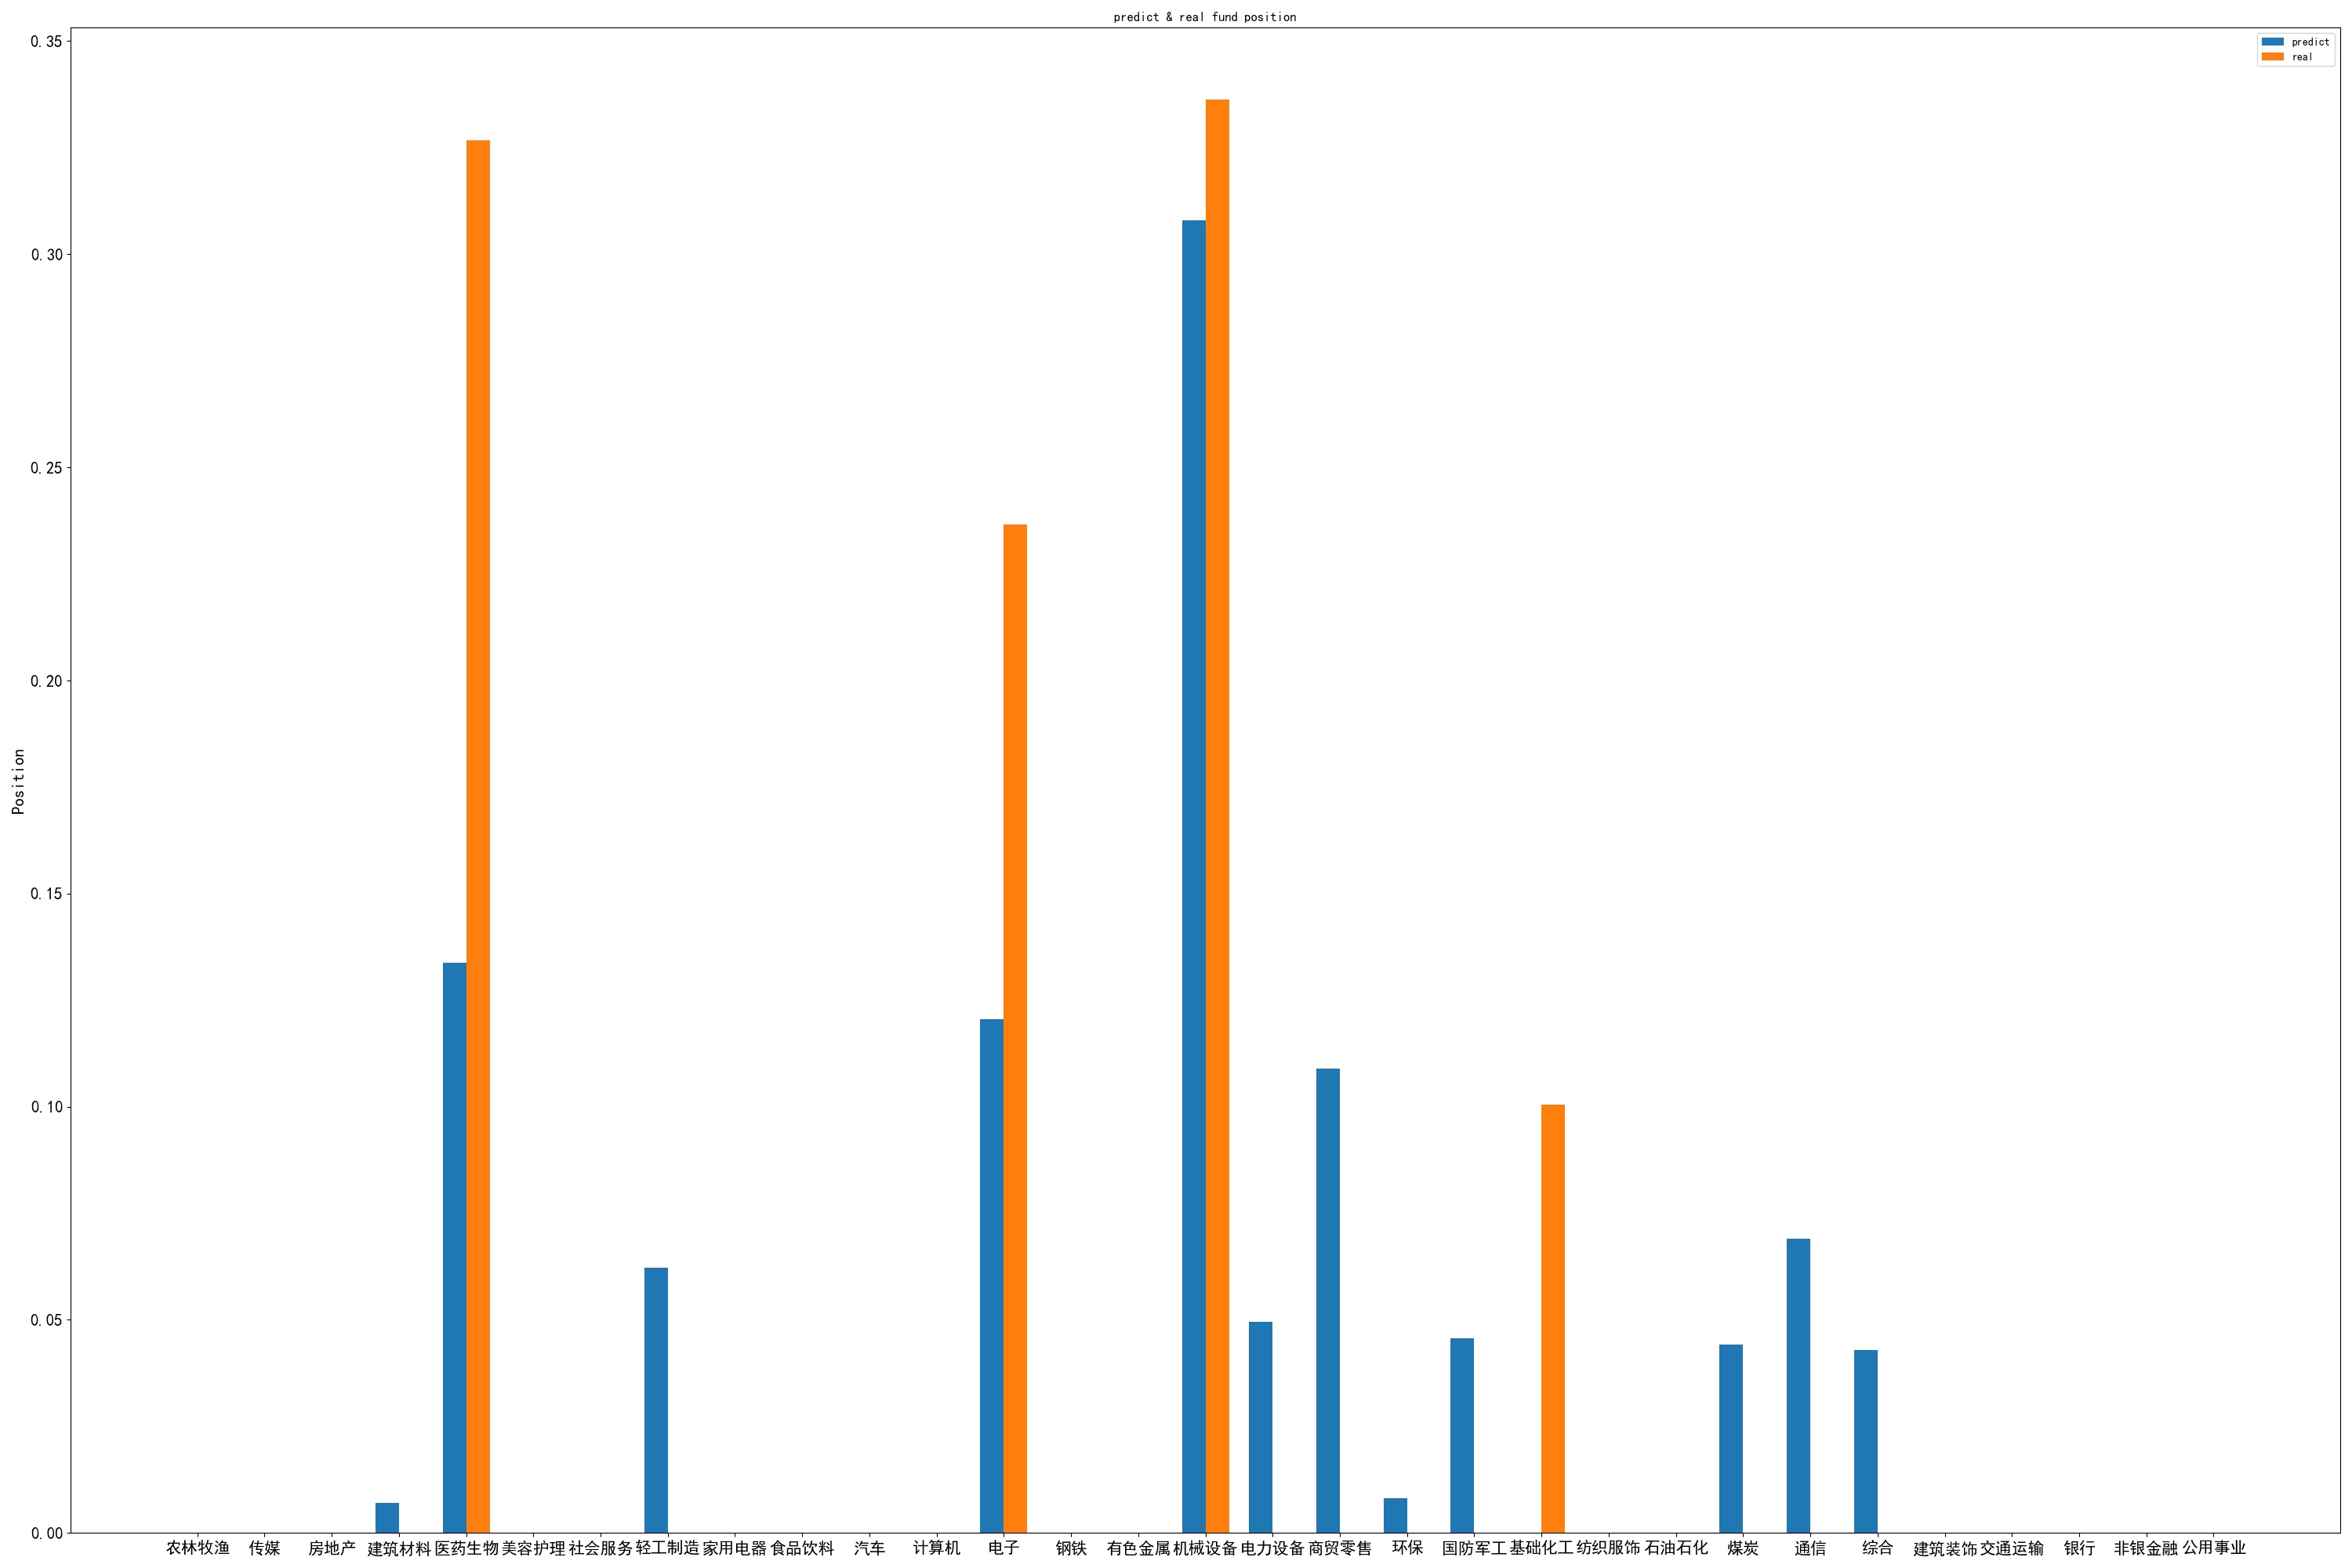 predict & real fund position
predict
real
0.35
0.30
0.25
0.20
0.15
0.10
0.05
0.00
Position
农林牧渔 传媒 房地产 建筑材料 医药生物 美容护理 社会服务 轻工制造 家用电器 食品饮料 汽车 计算机 电子 钢铁 有色金属 机械设备 电力设备 商贸零售 环保 国防军工 基础化工 纺织服饰 石油石化 煤炭 通信 综合 建筑装饰 交通运输 银行 非银金融 公用事业